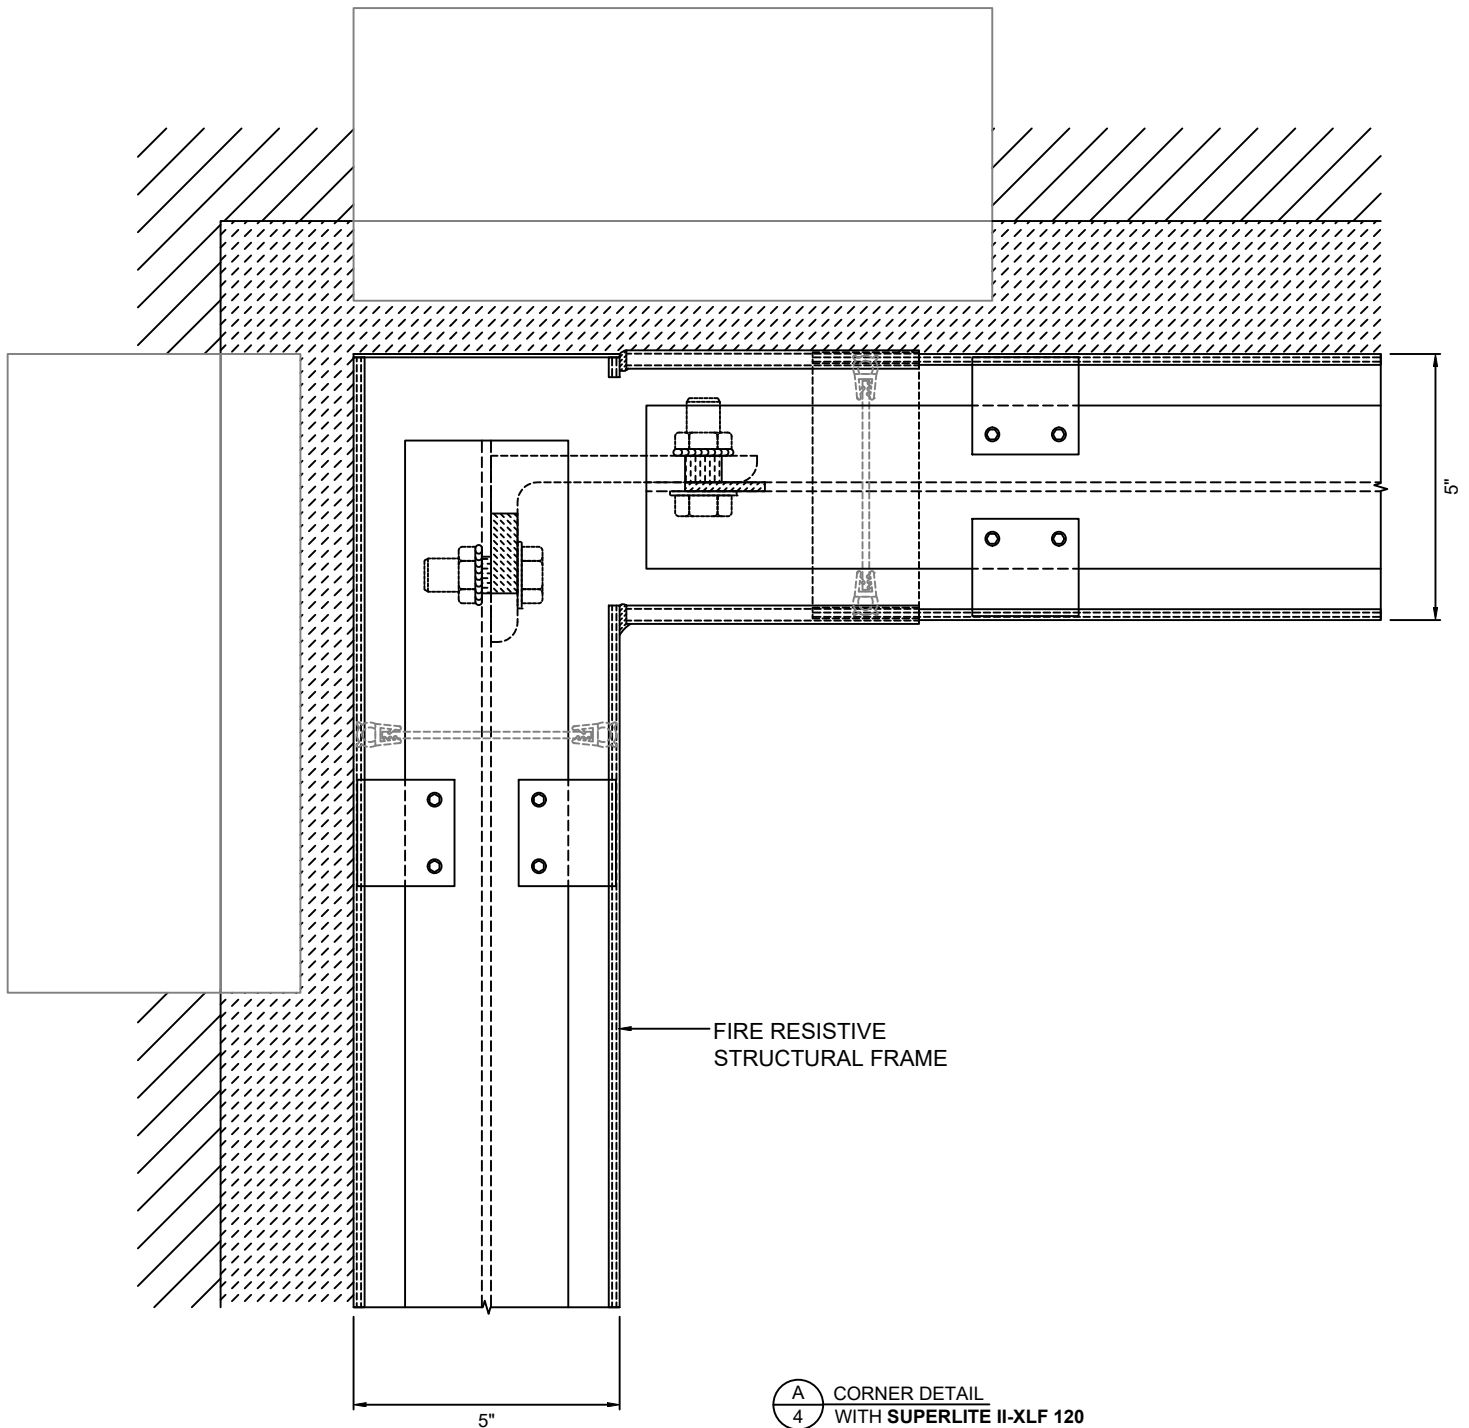 5"
FIRE RESISTIVE
STRUCTURAL FRAME
5"
A
4
CORNER DETAIL
WITH SUPERLITE II-XLF 120